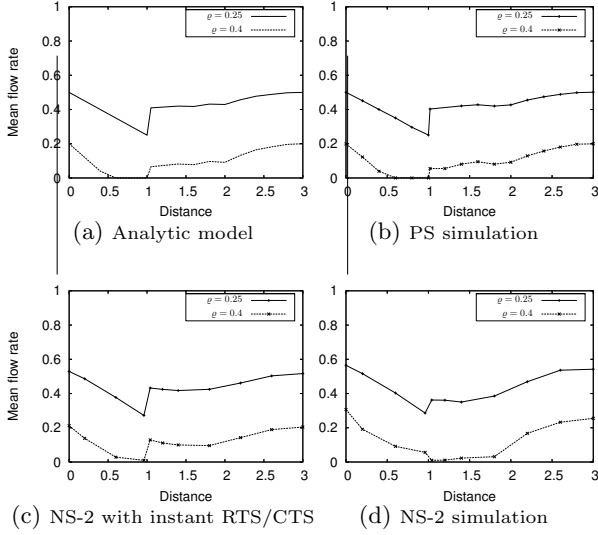 Mean flow rate
1
0.8
0.6
0.4
0.2
0
0 0.5 1 1.5 2 2.5 3
Distance
ϱ = 0.25
ϱ = 0.4
(a) Analytic model
1
0.8
0.6
0.4
0.2
0
0 0.5 1 1.5 2 2.5 3
Distance
ϱ = 0.25
ϱ = 0.4
(b) PS simulation
Mean flow rate
1
0.8
0.6
0.4
0.2
0
0 0.5 1 1.5 2 2.5 3
Distance
ϱ = 0.25
ϱ = 0.4
(c) NS-2 with instant RTS/CTS
1
0.8
0.6
0.4
0.2
0
0 0.5 1 1.5 2 2.5 3
Distance
ϱ = 0.25
ϱ = 0.4
(d) NS-2 simulation